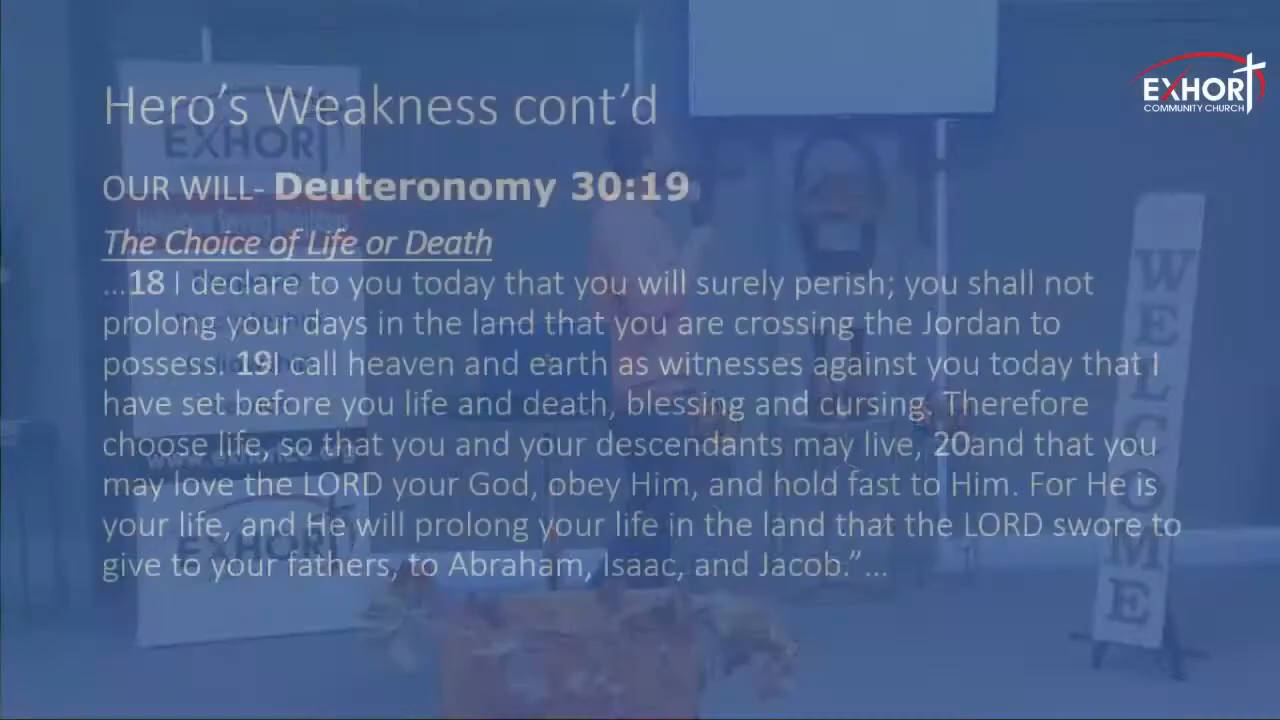 Hero's Weakness cont'd
EXHORT
COMMUNITY CHURCH
EXHORT
OUR WILL- Deuteronomy 30:19
The Choice of Life or Death
…18 I declare to you today that you will surely perish; you shall not
prolong your days in the land that you are crossing the Jordan to
possess. 19I call heaven and earth as witnesses against you today that I
have set before you life and death, blessing and cursing. Therefore
choose life, so that you and your descendants may live, 20and that you
may love the LORD your God, obey Him, and hold fast to Him. For He is
your life, and He will prolong your life in the land that the LORD swore to
give to your fathers, to Abraham, Isaac, and Jacob.”…
EXHORT
WELCOME